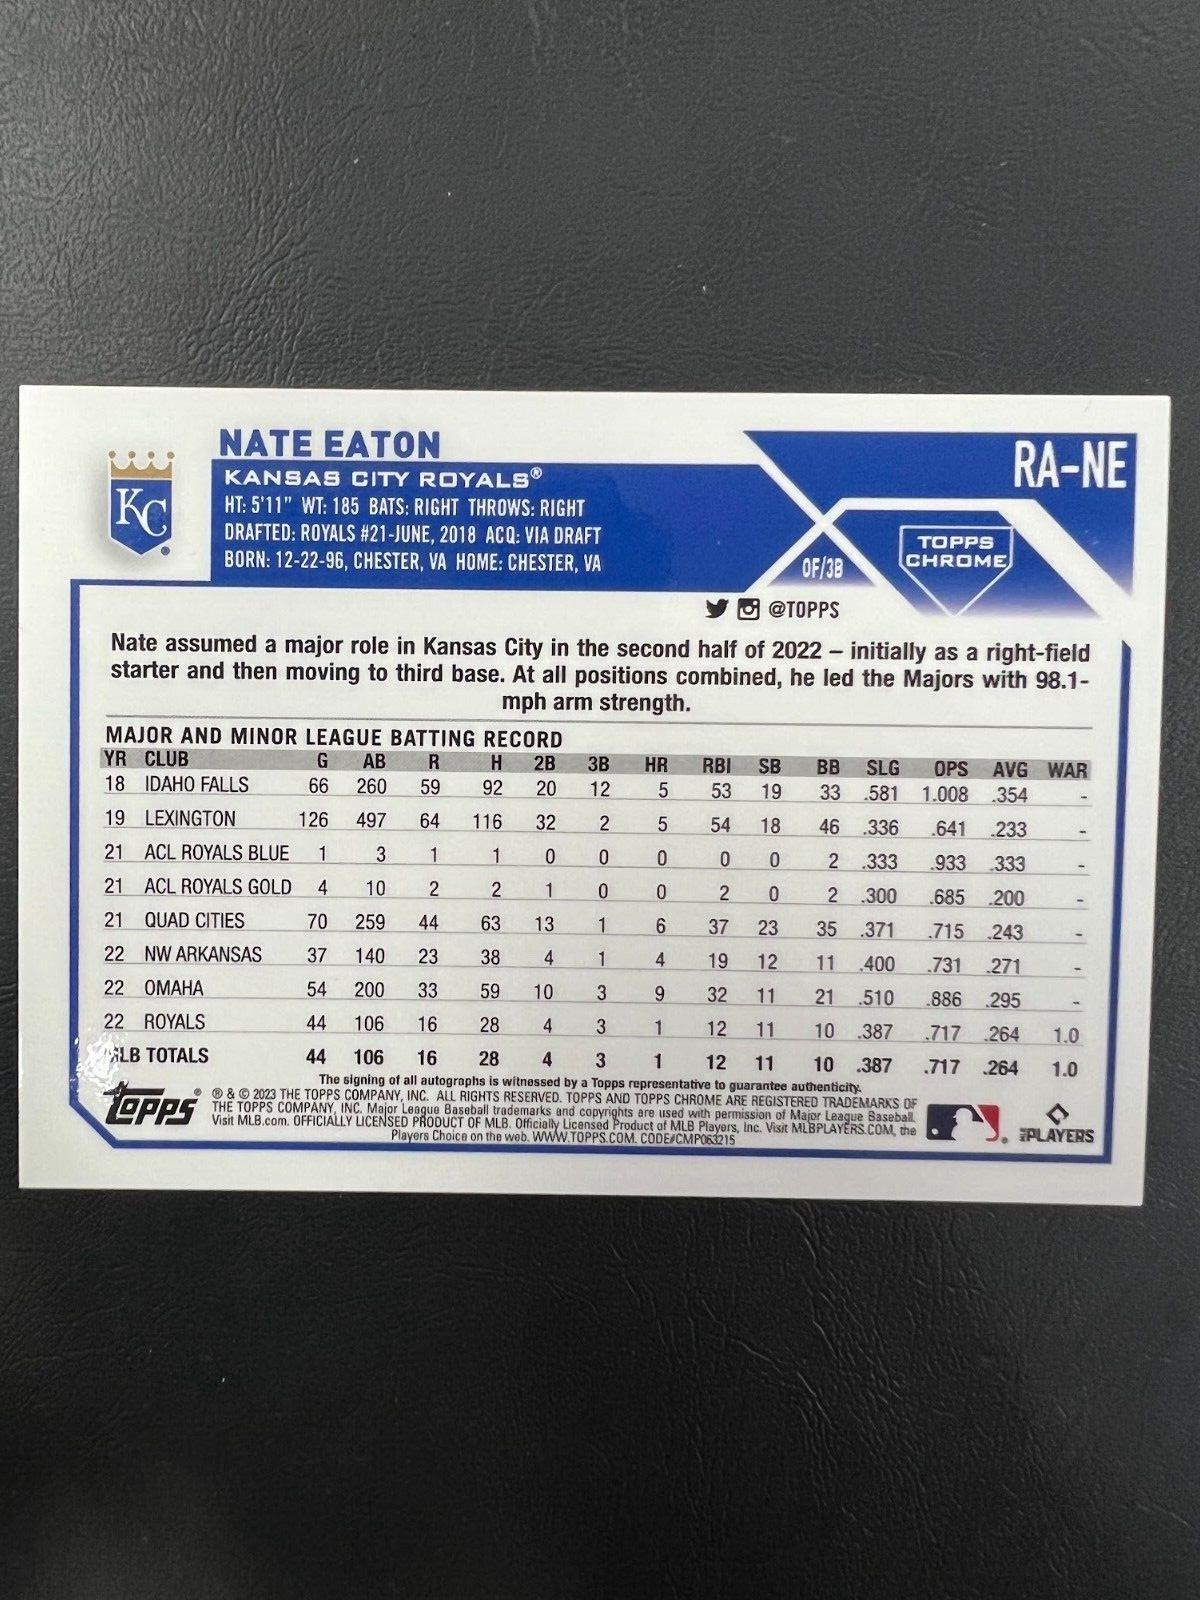 NATE EATON
RA-NE
KC
KANSAS CITY ROYALS®
HT: 5'11" WT: 185 BATS: RIGHT THROWS: RIGHT
DRAFTED: ROYALS #21-JUNE, 2018 ACQ: VIA DRAFT
BORN: 12-22-96, CHESTER, VA HOME: CHESTER, VA
OF/3B
TOPPS
CHROME
@TOPPS
Nate assumed a major role in Kansas City in the second half of 2022 – initially as a right-field
starter and then moving to third base. At all positions combined, he led the Majors with 98.1-
mph arm strength.
MAJOR AND MINOR LEAGUE BATTING RECORD
YR CLUB G AB R H 2B 3B HR RBI SB BB SLG OPS AVG WAR
18 IDAHO FALLS 66 260 59 92 20 12 5 53 19 33 .581 1.008 .354 -
19 LEXINGTON 126 497 64 116 32 2 5 54 18 46 .336 .641 .233 -
21 ACL ROYALS BLUE 1 3 1 1 0 0 0 0 0 2 .333 .933 .333 -
21 ACL ROYALS GOLD 4 10 2 2 1 0 0 2 0 2 .300 .685 .200 -
21 QUAD CITIES 70 259 44 63 13 1 6 37 23 35 .371 .715 .243 -
22 NW ARKANSAS 37 140 23 38 4 1 4 19 12 11 .400 .731 .271 -
22 OMAHA 54 200 33 59 10 3 9 32 11 21 .510 .886 .295 -
22 ROYALS 44 106 16 28 4 3 1 12 11 10 .387 .717 .264 1.0
MLB TOTALS 44 106 16 28 4 3 1 12 11 10 .387 .717 .264 1.0
The signing of all autographs is witnessed by a Topps representative to guarantee authenticity.
Topps®
® & © 2023 THE TOPPS COMPANY, INC. ALL RIGHTS RESERVED. TOPPS AND TOPPS CHROME ARE REGISTERED TRADEMARKS OF
THE TOPPS COMPANY, INC. Major League Baseball trademarks and copyrights are used with permission of Major League Baseball.
Visit MLB.com. OFFICIALLY LICENSED PRODUCT OF MLB. Officially Licensed Product of MLB Players, Inc. Visit MLBPLAYERS.COM, the
Players Choice on the web. WWW.TOPPS.COM. CODE#CMP063215
MLB PLAYERS